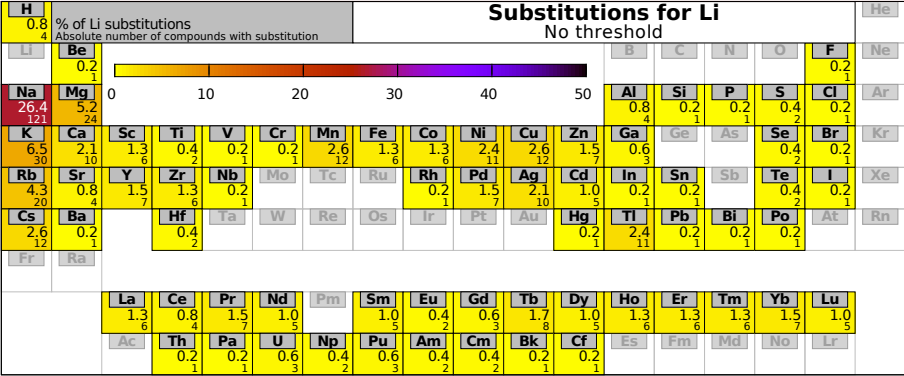 H Substitutions for Li He
0.8 % of Li substitutions No threshold
4 Absolute number of compounds with substitution
Li Be B C N O F Ne
0.2 0.2
1 1
0 10 20 30 40 50
Na Mg Al Si P S Cl Ar
26.4 5.2 0.8 0.2 0.2 0.4 0.2
121 24 4 1 1 2 1
K Ca Sc Ti V Cr Mn Fe Co Ni Cu Zn Ga Ge As Se Br Kr
6.5 2.1 1.3 0.4 0.2 0.2 2.6 1.3 1.3 2.4 2.6 1.5 0.6 0.4 0.2
30 10 6 2 1 1 12 6 6 11 12 7 3 2 1
Rb Sr Y Zr Nb Mo Tc Ru Rh Pd Ag Cd In Sn Sb Te I Xe
4.3 0.8 1.5 1.3 0.2 0.2 1.5 2.1 1.0 0.2 0.2 0.4 0.2
20 4 7 6 1 1 7 10 5 1 1 2 1
Cs Ba Hf Ta W Re Os Ir Pt Au Hg Tl Pb Bi Po At Rn
2.6 0.2 0.4 0.2 2.4 0.2 0.2 0.2
12 1 2 1 11 1 1 1
Fr Ra
La Ce Pr Nd Pm Sm Eu Gd Tb Dy Ho Er Tm Yb Lu
1.3 0.8 1.5 1.0 1.0 0.4 0.6 1.7 1.0 1.3 1.3 1.3 1.5 1.0
6 4 7 5 5 2 3 8 5 6 6 6 7 5
Ac Th Pa U Np Pu Am Cm Bk Cf Es Fm Md No Lr
0.2 0.2 0.6 0.4 0.6 0.4 0.4 0.2 0.2
1 1 3 2 3 2 2 1 1